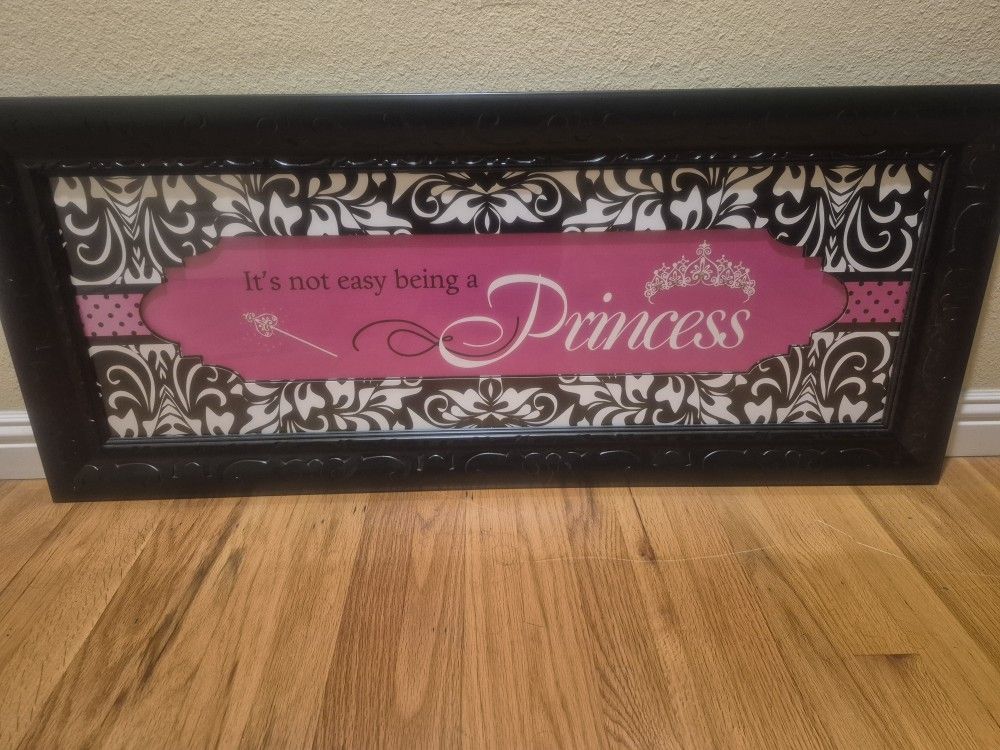 It's not easy being a
Princess